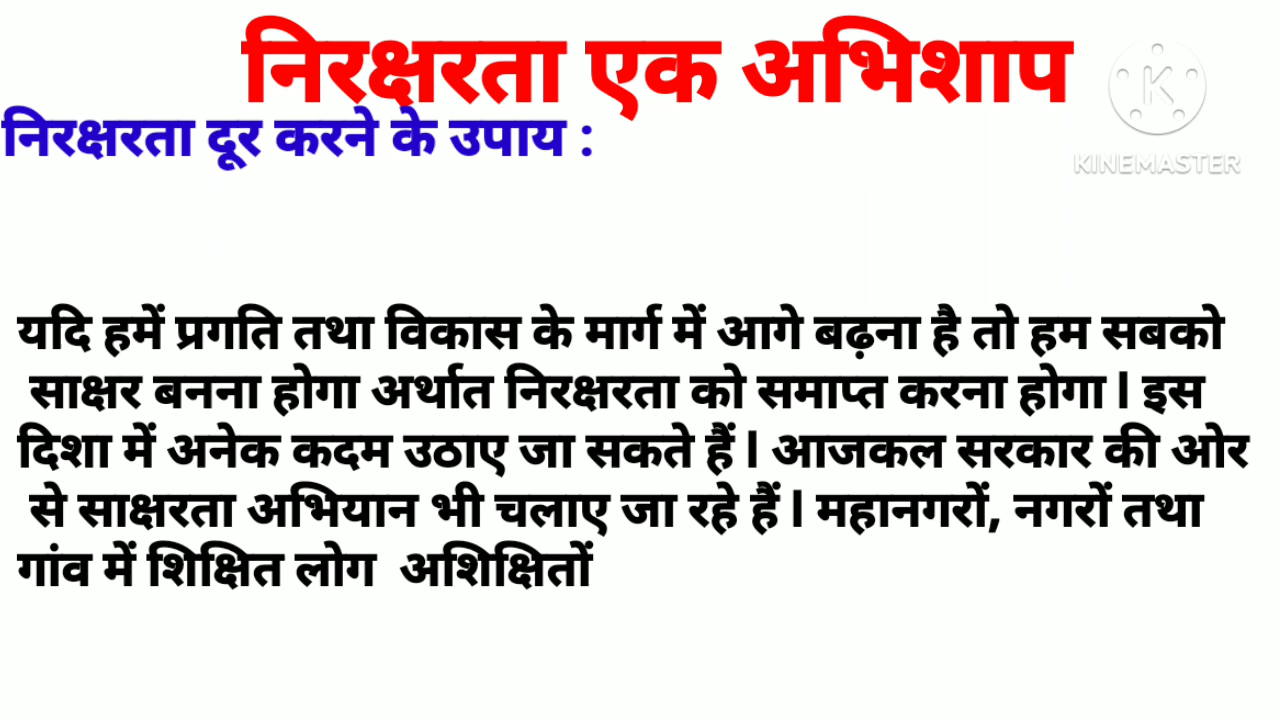 निरक्षरता एक अभिशाप
निरक्षरता दूर करने के उपाय :
K
KINEMASTER
यदि हमें प्रगति तथा विकास के मार्ग में आगे बढ़ना है तो हम सबको
साक्षर बनना होगा अर्थात निरक्षरता को समाप्त करना होगा l इस
दिशा में अनेक कदम उठाए जा सकते हैं l आजकल सरकार की ओर
से साक्षरता अभियान भी चलाए जा रहे हैं l महानगरों, नगरों तथा
गांव में शिक्षित लोग अशिक्षितों